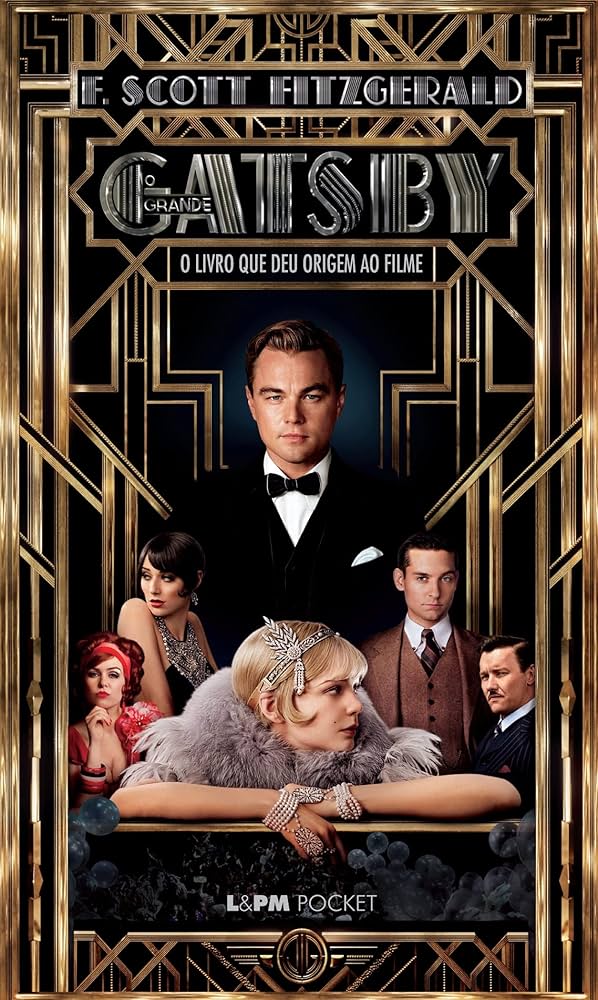 F. SCOTT FITZGERALD
O GRANDE
GATSBY
O LIVRO QUE DEU ORIGEM AO FILME
L&PM POCKET